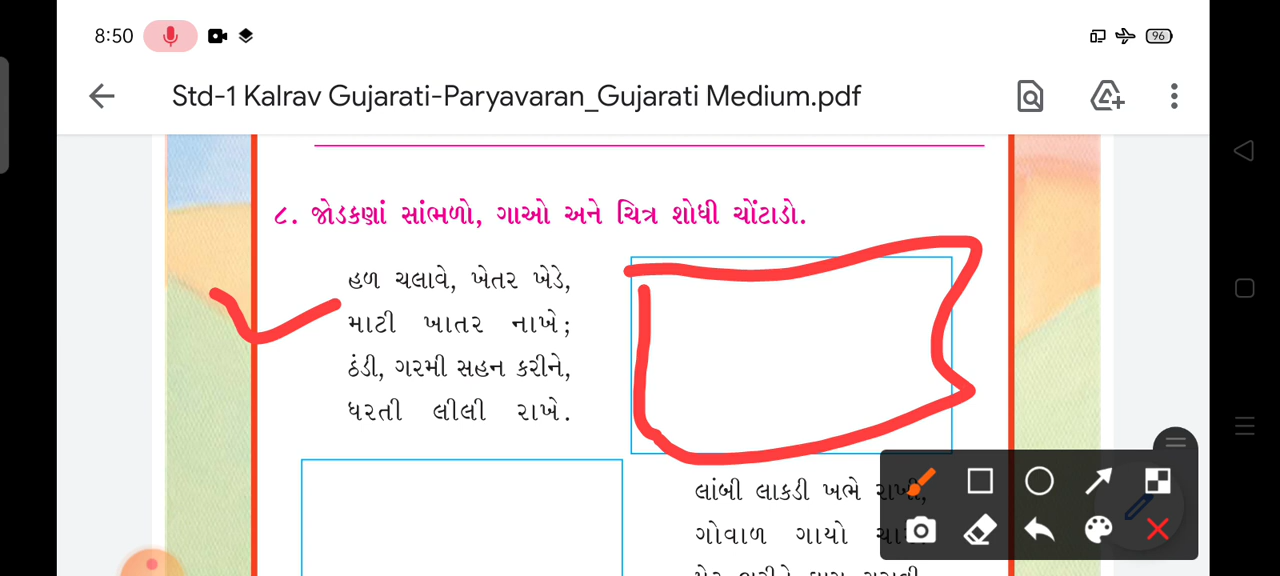 8:50
96
Std-1 Kalrav Gujarati-Paryavaran_Gujarati Medium.pdf
૮. જોડકણાં સાંભળો, ગાઓ અને ચિત્ર શોધી ચોંટાડો.
હળ ચલાવે, ખેતર ખેડે,
માટી ખાતર નાખે;
ઠંડી, ગરમી સહન કરીને,
ધરતી લીલી રાખે.
લાંબી લાકડી ખભે રાખી,
ગોવાળ ગાયો